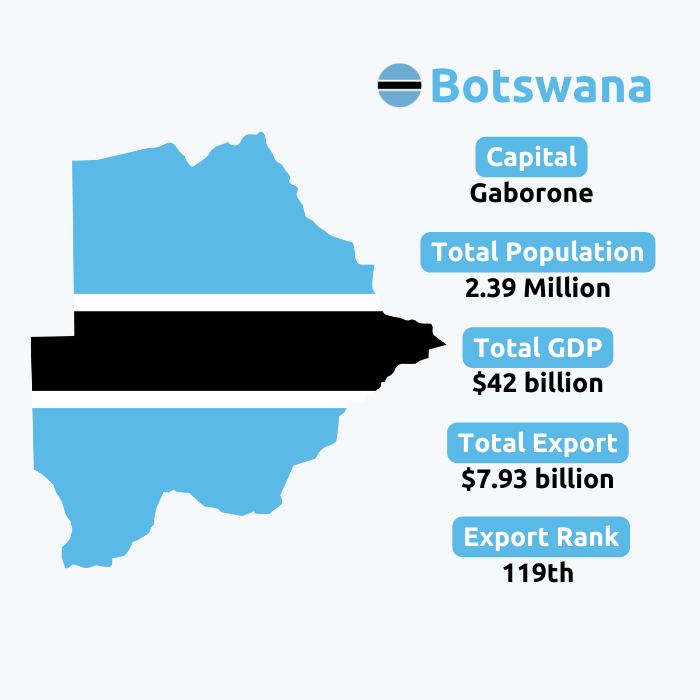 Botswana
Capital
Gaborone
Total Population
2.39 Million
Total GDP
$42 billion
Total Export
$7.93 billion
Export Rank
119th